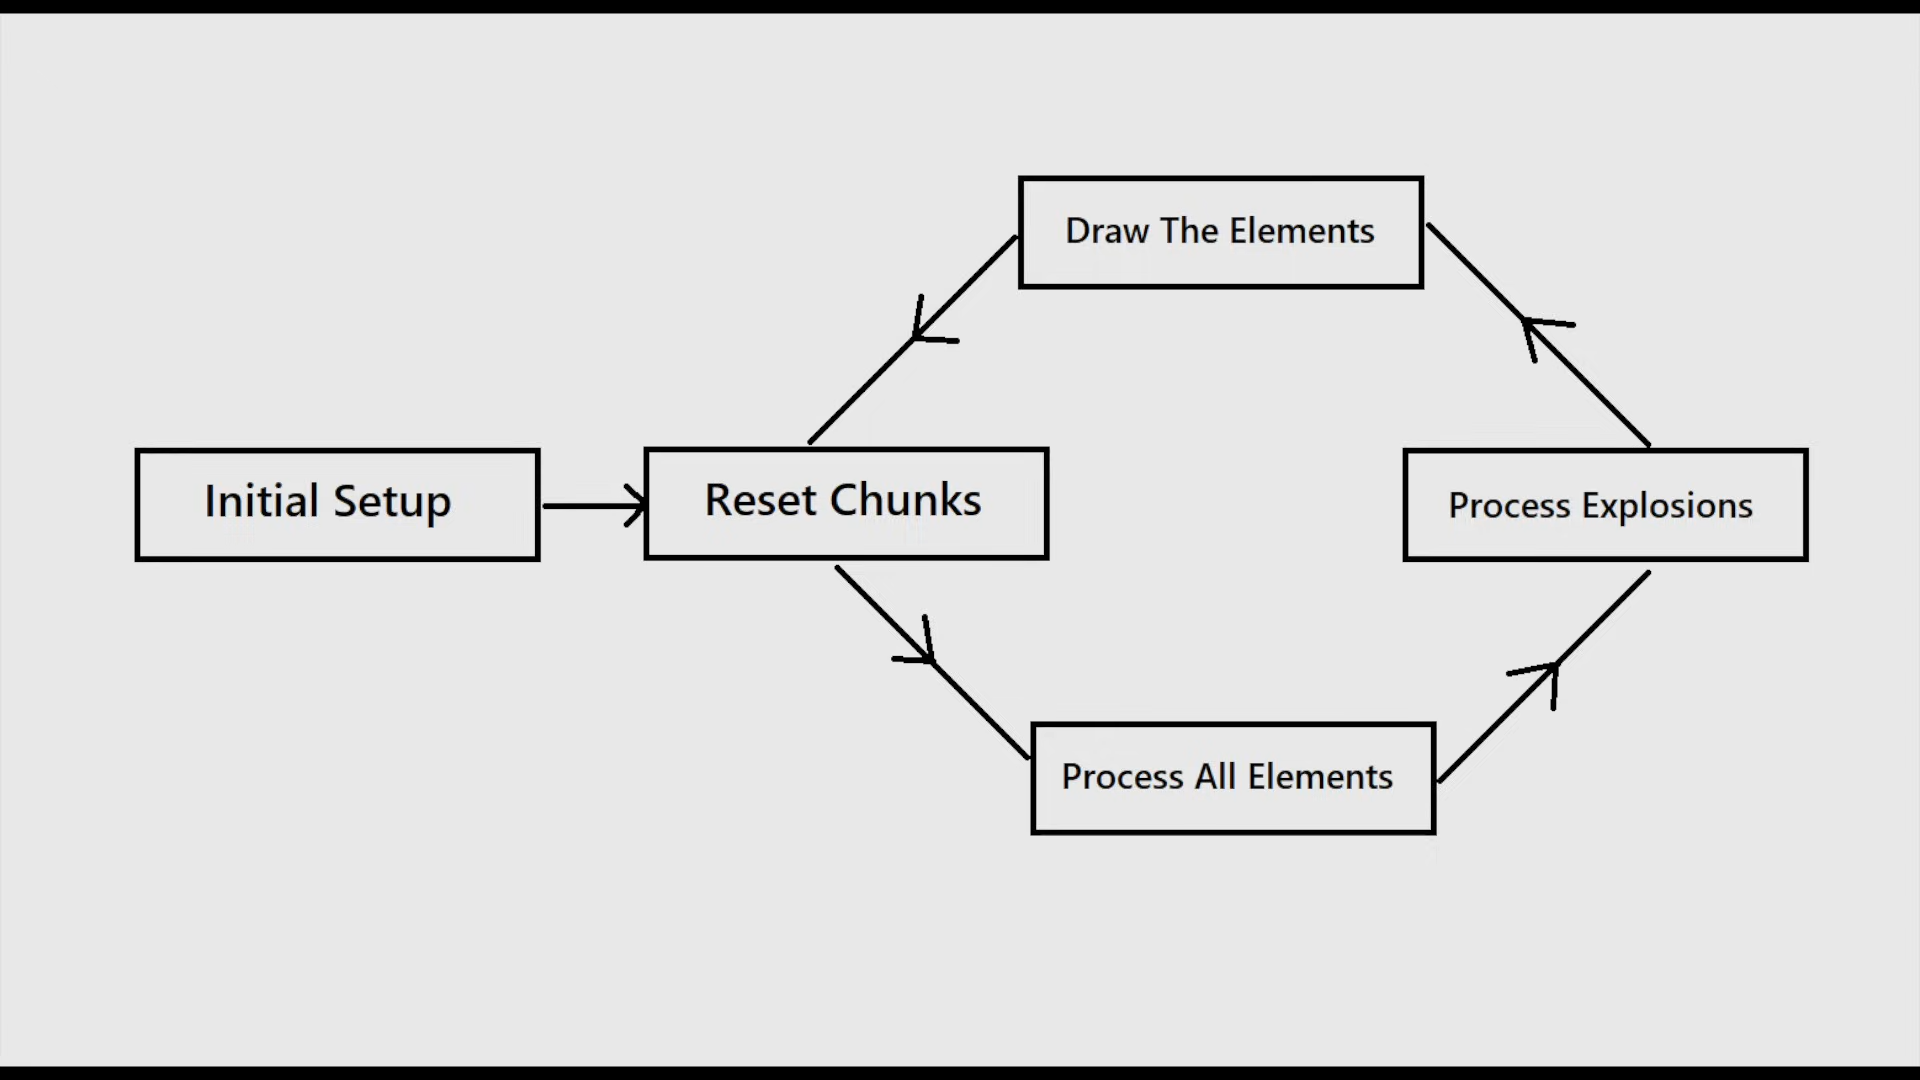 Draw The Elements
Initial Setup
Reset Chunks
Process Explosions
Process All Elements